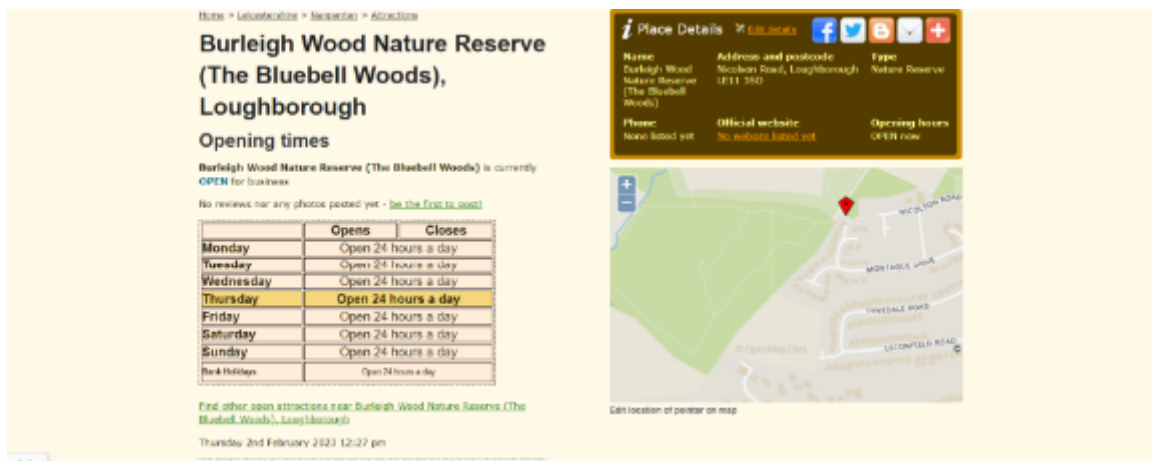 Home > Leicestershire > Nanpantan > Attractions
Burleigh Wood Nature Reserve
(The Bluebell Woods),
Loughborough
Opening times
Burleigh Wood Nature Reserve (The Bluebell Woods) is currently
OPEN for business
No reviews nor any photos posted yet - be the first to post!
Opens Closes
Monday Open 24 hours a day
Tuesday Open 24 hours a day
Wednesday Open 24 hours a day
Thursday Open 24 hours a day
Friday Open 24 hours a day
Saturday Open 24 hours a day
Sunday Open 24 hours a day
Bank Holidays Open 24 hours a day
Find other open attractions near Burleigh Wood Nature Reserve (The
Bluebell Woods), Loughborough
Thursday 2nd February 2023 12:27 pm
i Place Details Edit details
Name Address and postcode Type
Burleigh Wood Nicolson Road, Loughborough Nature Reserve
Nature Reserve LE11 3SD
(The Bluebell
Woods)
Phone Official website Opening hours
None listed yet No website listed yet OPEN now
+
−
NICOLSON ROAD
MONTAGUE DRIVE
TYNEDALE ROAD
LECONFIELD ROAD
© OpenMapTiles
Edit location of pointer on map